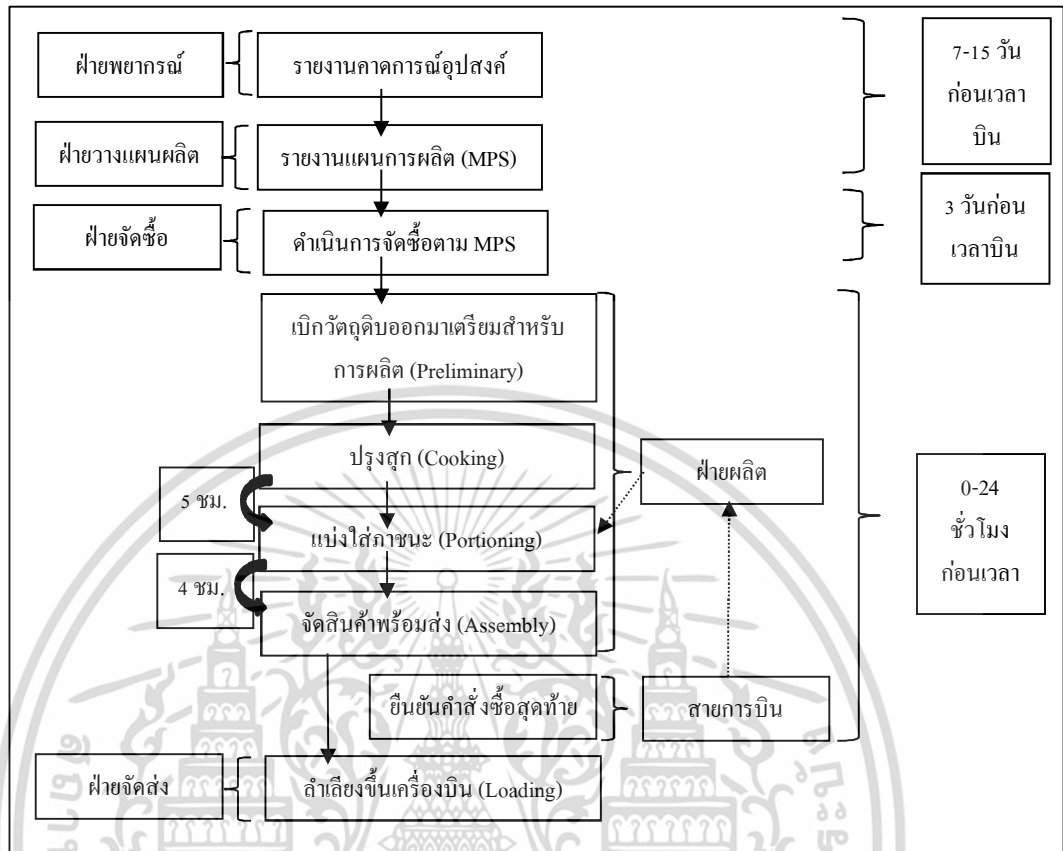 ฝ่ายพยากรณ์
รายงานคาดการณ์อุปสงค์
7-15 วัน
ก่อนเวลา
บิน
ฝ่ายวางแผนผลิต
รายงานแผนการผลิต (MPS)
ฝ่ายจัดซื้อ
ดำเนินการจัดซื้อตาม MPS
3 วันก่อน
เวลาบิน
เบิกวัตถุดิบออกมาเตรียมสำหรับ
การผลิต (Preliminary)
ปรุงสุก (Cooking)
ฝ่ายผลิต
5 ชม.
แบ่งใส่ภาชนะ (Portioning)
0-24
ชั่วโมง
ก่อนเวลา
4 ชม.
จัดสินค้าพร้อมส่ง (Assembly)
ยืนยันคำสั่งซื้อสุดท้าย
สายการบิน
ฝ่ายจัดส่ง
ลำเลียงขึ้นเครื่องบิน (Loading)